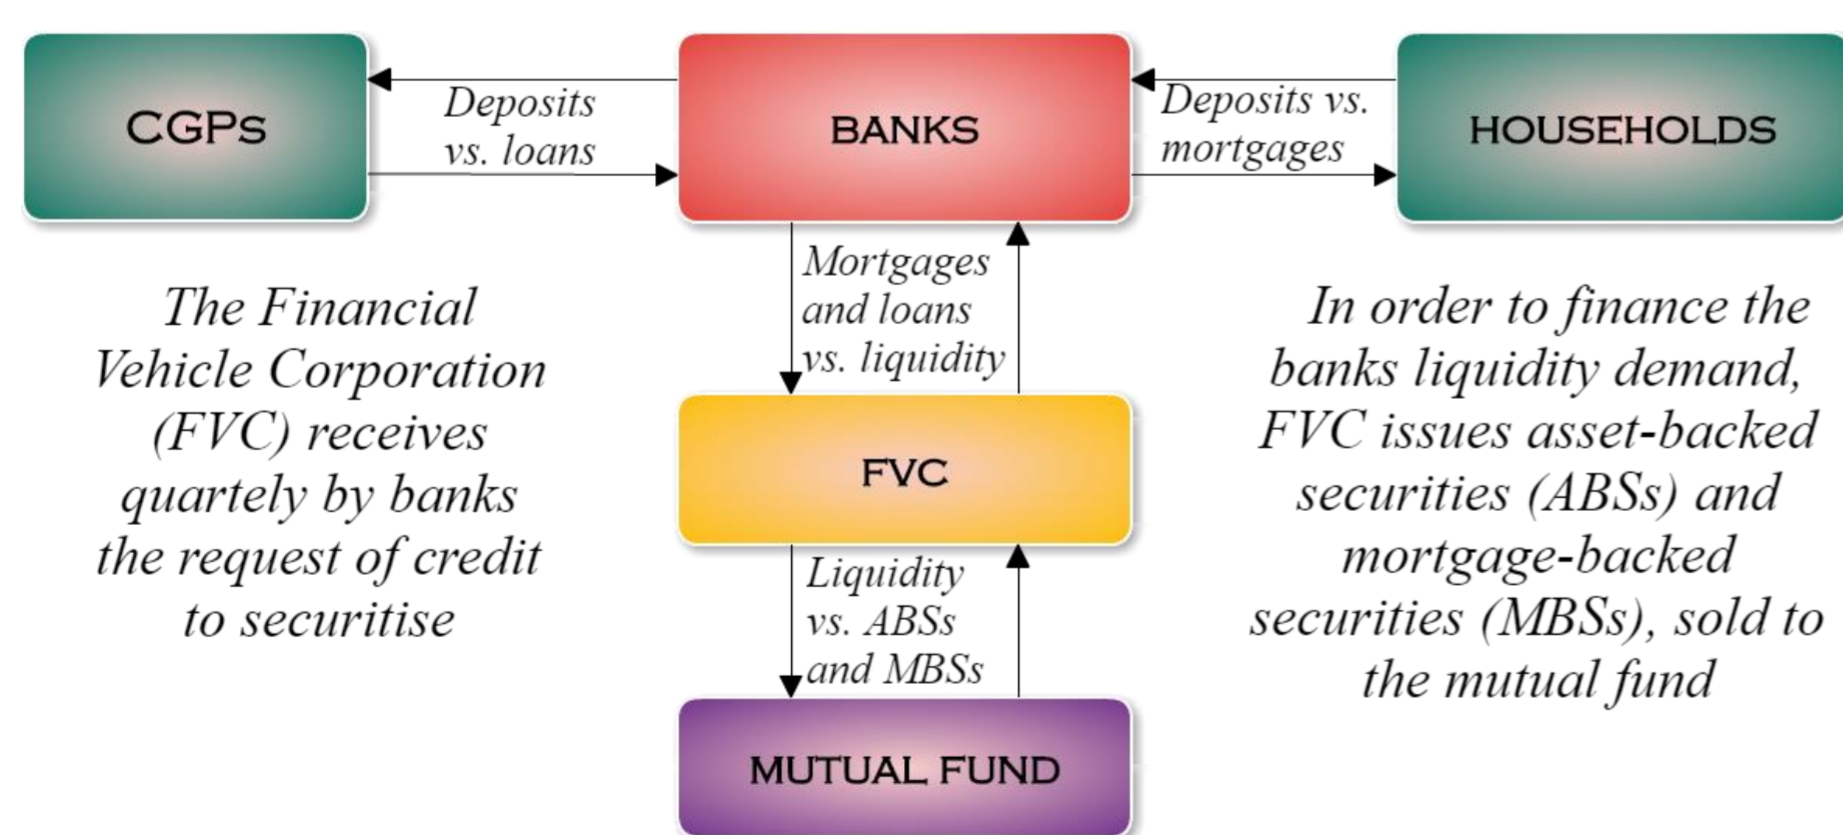 CGPs
Deposits
vs. loans
BANKS
Deposits vs.
mortgages
HOUSEHOLDS
Mortgages
and loans
vs. liquidity
The Financial
Vehicle Corporation
(FVC) receives
quartely by banks
the request of credit
to securitise
In order to finance the
banks liquidity demand,
FVC issues asset-backed
securities (ABSs) and
mortgage-backed
securities (MBSs), sold to
the mutual fund
FVC
Liquidity
vs. ABSs
and MBSs
MUTUAL FUND